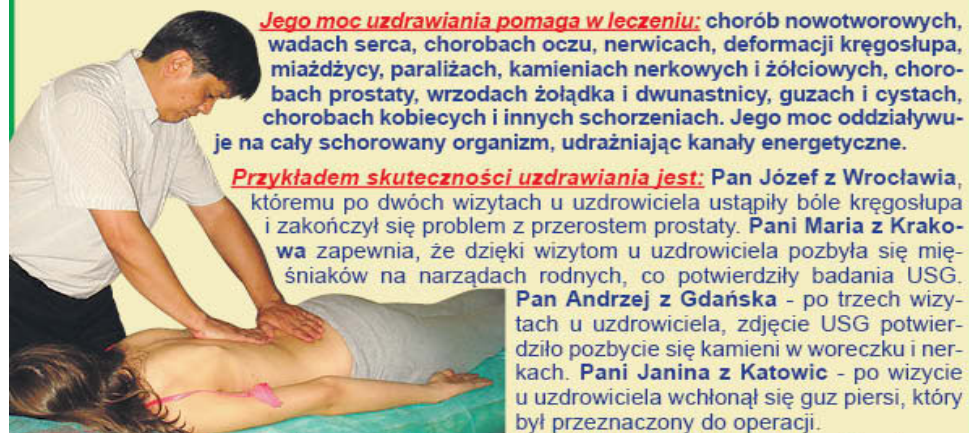 Jego moc uzdrawiania pomaga w leczeniu: chorób nowotworowych,
wadach serca, chorobach oczu, nerwicach, deformacji kręgosłupa,
miażdżycy, paraliżach, kamieniach nerkowych i żółciowych, choro-
bach prostaty, wrzodach żołądka i dwunastnicy, guzach i cystach,
chorobach kobiecych i innych schorzeniach. Jego moc oddziaływu-
je na cały schorowany organizm, udrażniając kanały energetyczne.
Przykładem skuteczności uzdrawiania jest: Pan Józef z Wrocławia,
któremu po dwóch wizytach u uzdrowiciela ustąpiły bóle kręgosłupa
i zakończył się problem z przerostem prostaty. Pani Maria z Krako-
wa zapewnia, że dzięki wizytom u uzdrowiciela pozbyła się mię-
śniaków na narządach rodnych, co potwierdziły badania USG.
Pan Andrzej z Gdańska - po trzech wizy-
tach u uzdrowiciela, zdjęcie USG potwier-
dziło pozbycie się kamieni w woreczku i ner-
kach. Pani Janina z Katowic - po wizycie
u uzdrowiciela wchłonął się guz piersi, który
był przeznaczony do operacji.